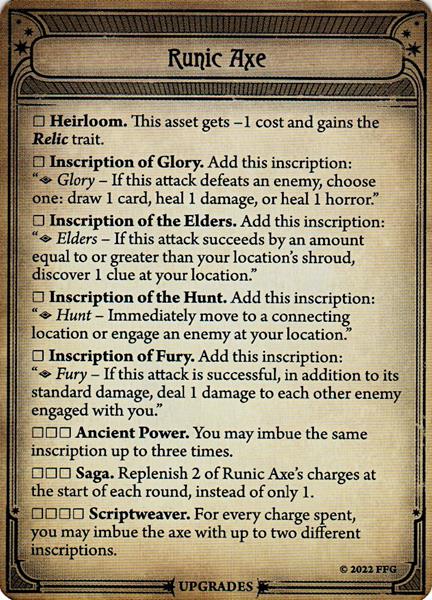 Runic Axe
□ Heirloom. This asset gets –1 cost and gains the
Relic trait.
□ Inscription of Glory. Add this inscription:
“ Glory – If this attack defeats an enemy, choose
one: draw 1 card, heal 1 damage, or heal 1 horror.”
□ Inscription of the Elders. Add this inscription:
“ Elders – If this attack succeeds by an amount
equal to or greater than your location’s shroud,
discover 1 clue at your location.”
□ Inscription of the Hunt. Add this inscription:
“ Hunt – Immediately move to a connecting
location or engage an enemy at your location.”
□ Inscription of Fury. Add this inscription:
“ Fury – If this attack is successful, in addition to its
standard damage, deal 1 damage to each other enemy
engaged with you.”
□□□ Ancient Power. You may imbue the same
inscription up to three times.
□□□ Saga. Replenish 2 of Runic Axe’s charges at
the start of each round, instead of only 1.
□□□□ Scriptweaver. For every charge spent,
you may imbue the axe with up to two different
inscriptions.
© 2022 FFG
UPGRADES